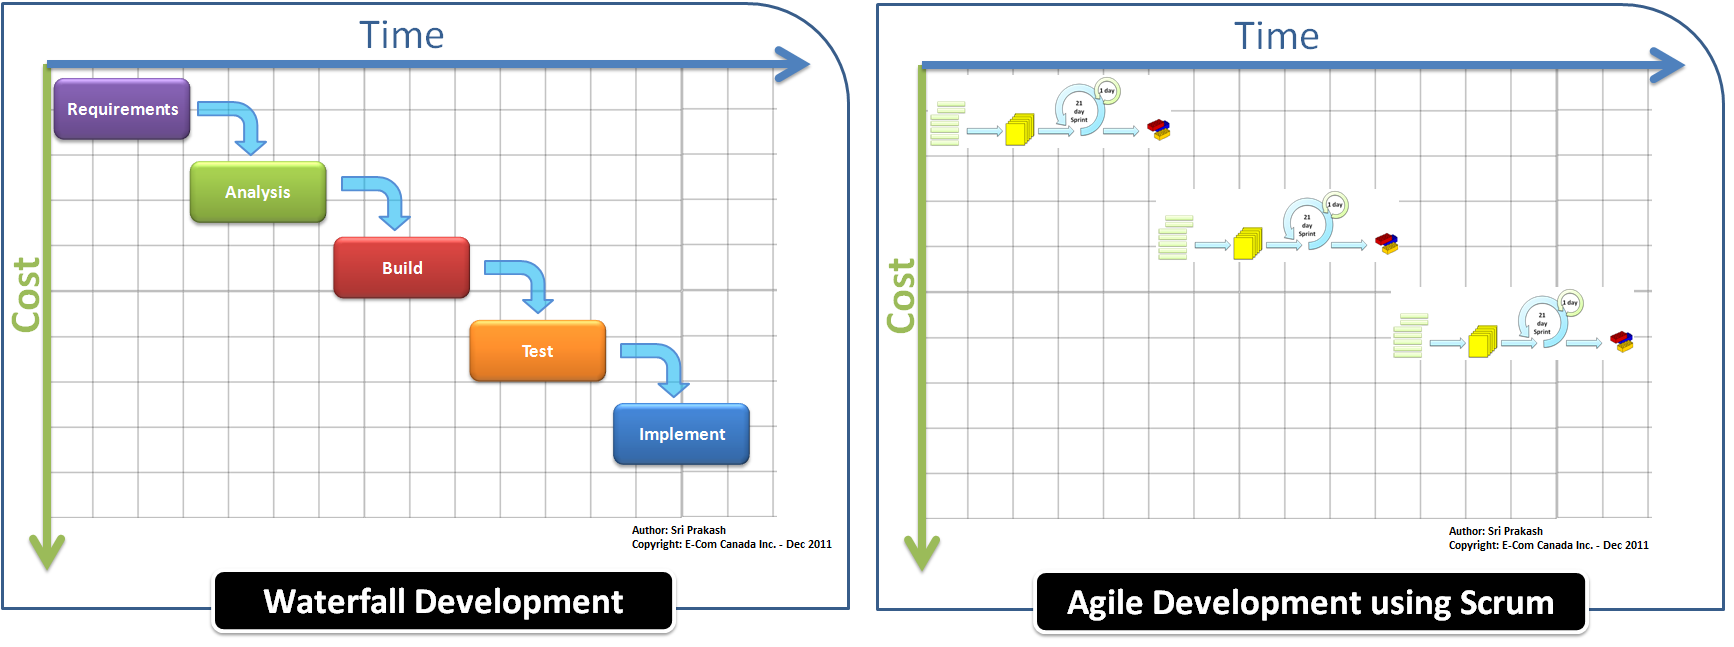 Time
Cost
Requirements
Analysis
Build
Test
Implement
Author: Sri Prakash
Copyright: E-Com Canada Inc. - Dec 2011
Waterfall Development
Time
Cost
1 day
21
day
Sprint
1 day
21
day
Sprint
1 day
21
day
Sprint
Author: Sri Prakash
Copyright: E-Com Canada Inc. - Dec 2011
Agile Development using Scrum